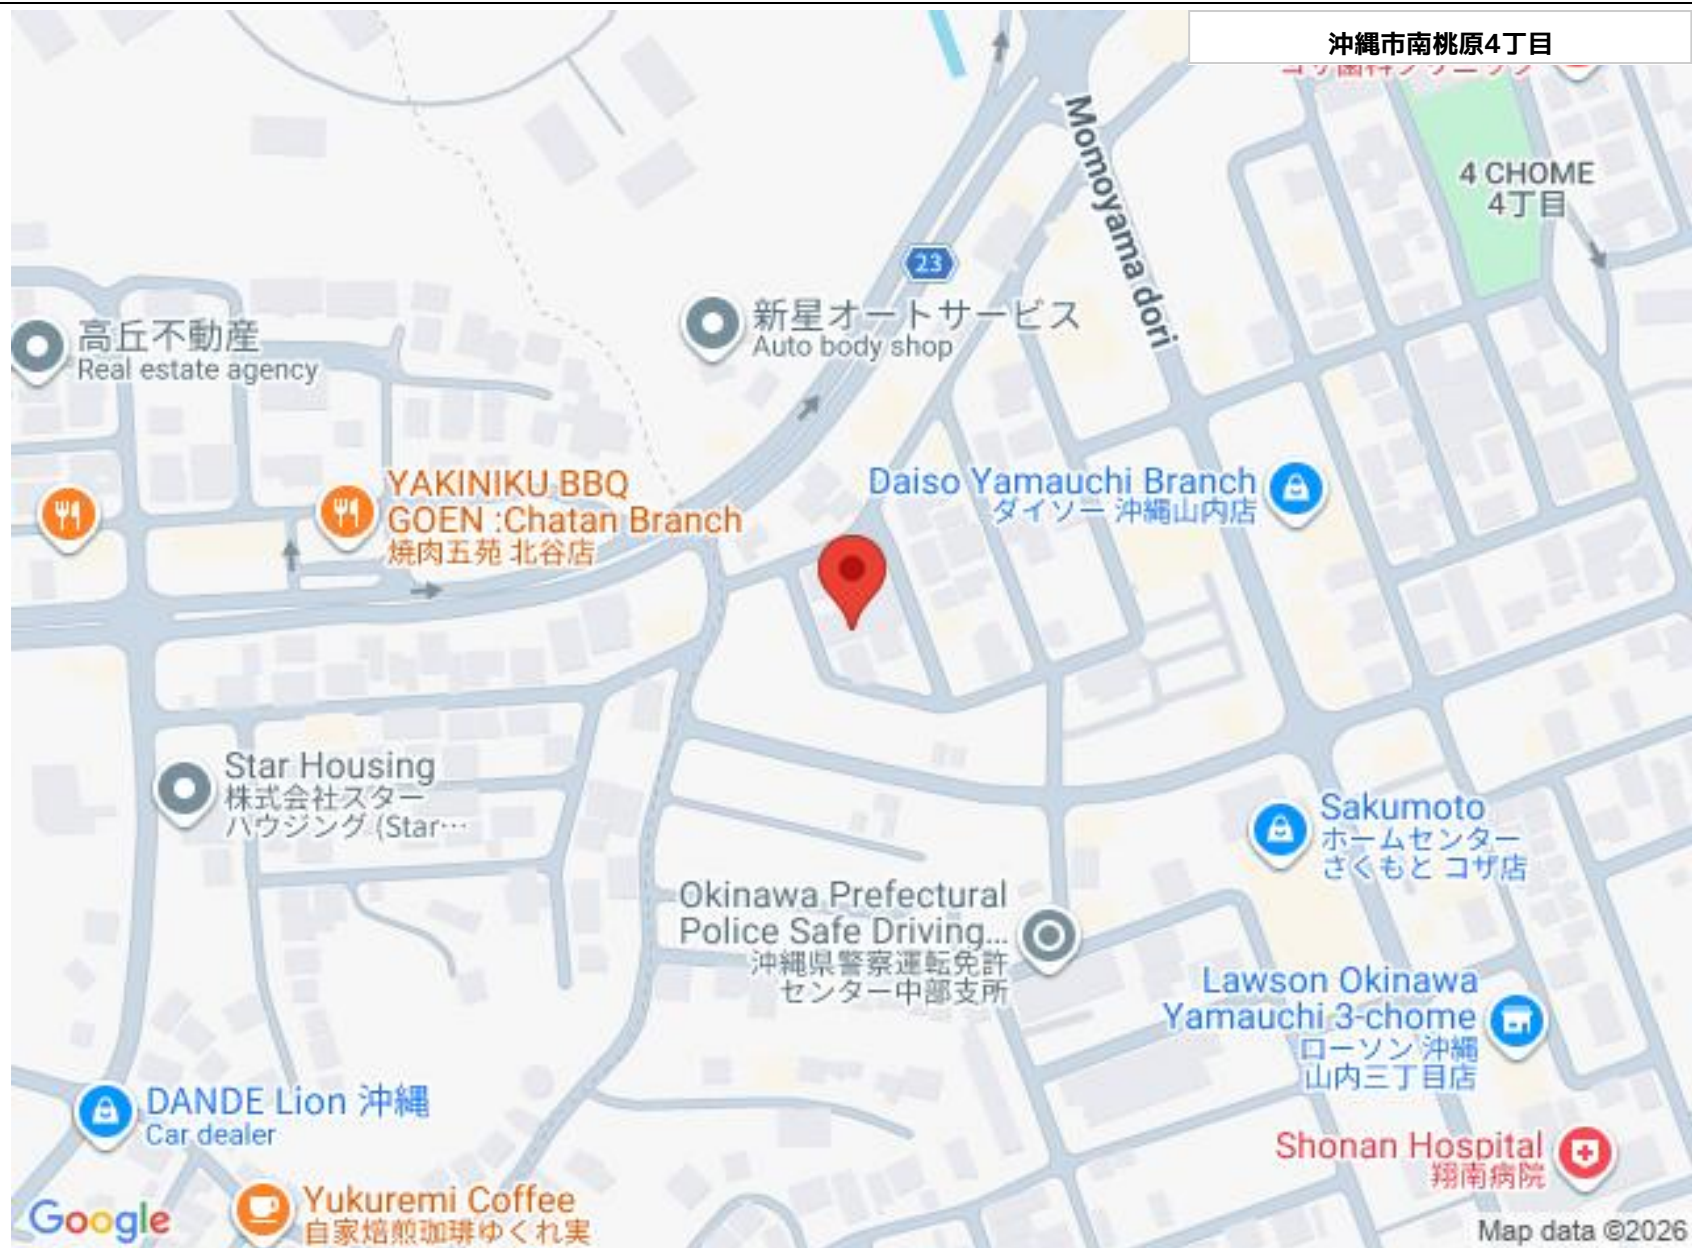 沖縄市南桃原4丁目
Momoyama dori
4 CHOME
4丁目
23
新星オートサービス
Auto body shop
高丘不動産
Real estate agency
YAKINIKU BBQ
GOEN :Chatan Branch
焼肉五苑 北谷店
Daiso Yamauchi Branch
ダイソー 沖縄山内店
Star Housing
株式会社スター
ハウジング (Star…
Sakumoto
ホームセンター
さくもと コザ店
Okinawa Prefectural
Police Safe Driving...
沖縄県警察運転免許
センター中部支所
Lawson Okinawa
Yamauchi 3-chome
ローソン 沖縄
山内三丁目店
DANDE Lion 沖縄
Car dealer
Shonan Hospital
翔南病院
Yukuremi Coffee
自家焙煎珈琲ゆくれ実
Google
Map data ©2026